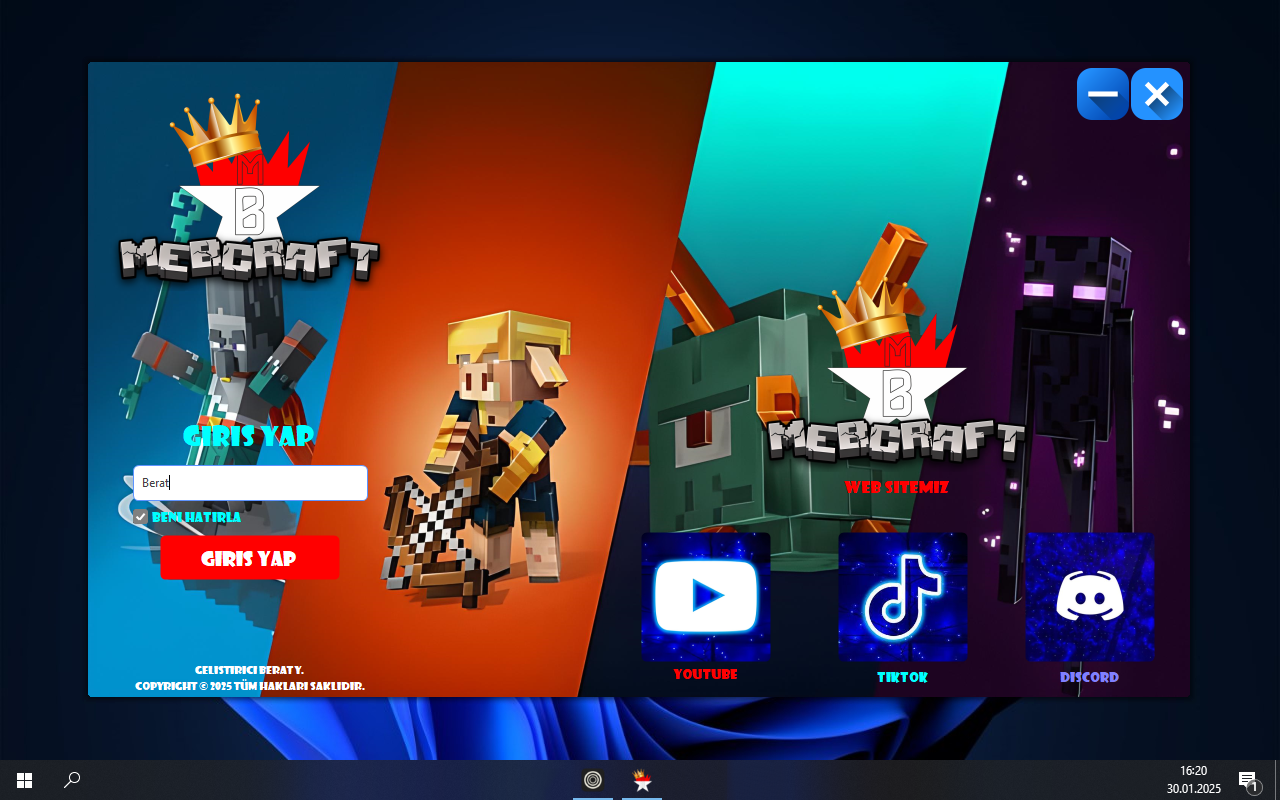 M
B
MEBCRAFT
GIRIS YAP
Berat
BENI HATIRLA
GIRIS YAP
GELISTIRICI BERAT Y.
COPYRIGHT © 2025 TÜM HAKLARI SAKLIDIR.
M
B
MEBCRAFT
WEB SITEMIZ
YOUTUBE
TIKTOK
DISCORD
16:20
30.01.2025
1